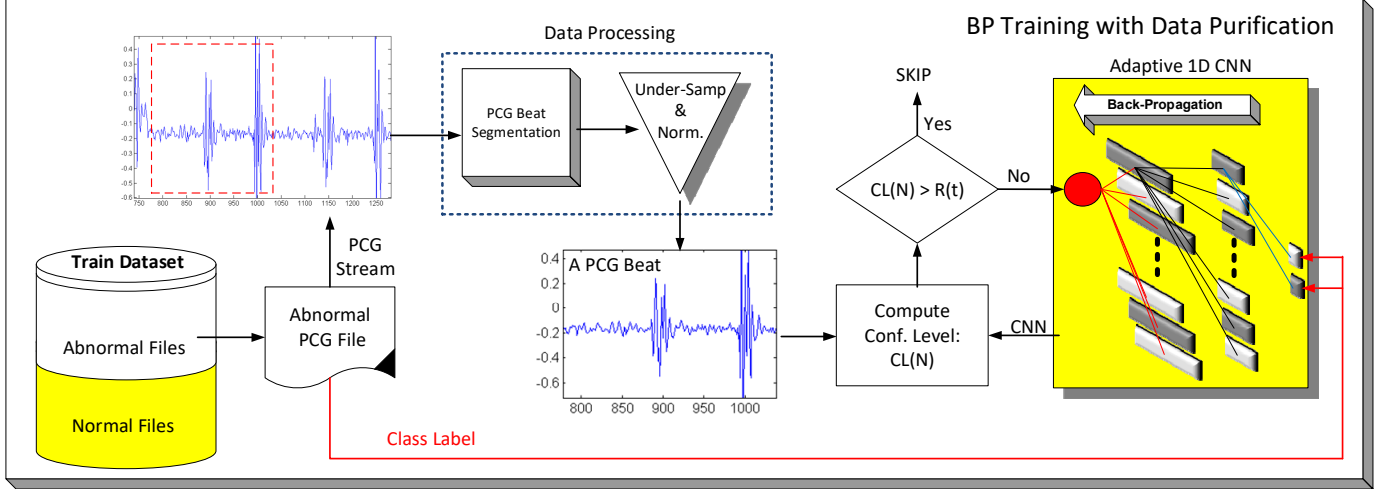 BP Training with Data Purification
Data Processing
Adaptive 1D CNN
Back-Propagation
0.4
0.3
0.2
0.1
0
-0.1
-0.2
-0.3
-0.4
-0.5
-0.6
750
800
850
900
950
1000
1050
1100
1150
1200
1250
PCG Beat
Segmentation
Under-Samp
&
Norm.
SKIP
Yes
CL(N) > R(t)
No
PCG
Stream
Train Dataset
Abnormal Files
Normal Files
Abnormal
PCG File
A PCG Beat
0.4
0.2
0
-0.2
-0.4
-0.6
800
850
900
950
1000
Compute
Conf. Level:
CL(N)
CNN
Class Label